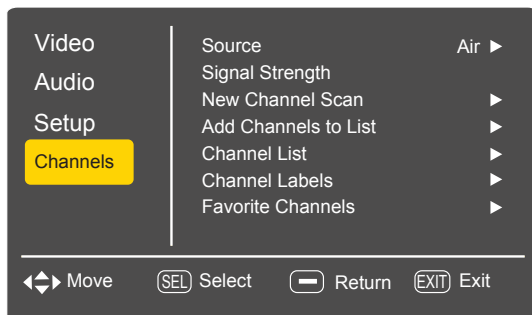 Video
Audio
Setup
Channels
Source Air
Signal Strength
New Channel Scan
Add Channels to List
Channel List
Channel Labels
Favorite Channels
Move SEL Select Return EXIT Exit